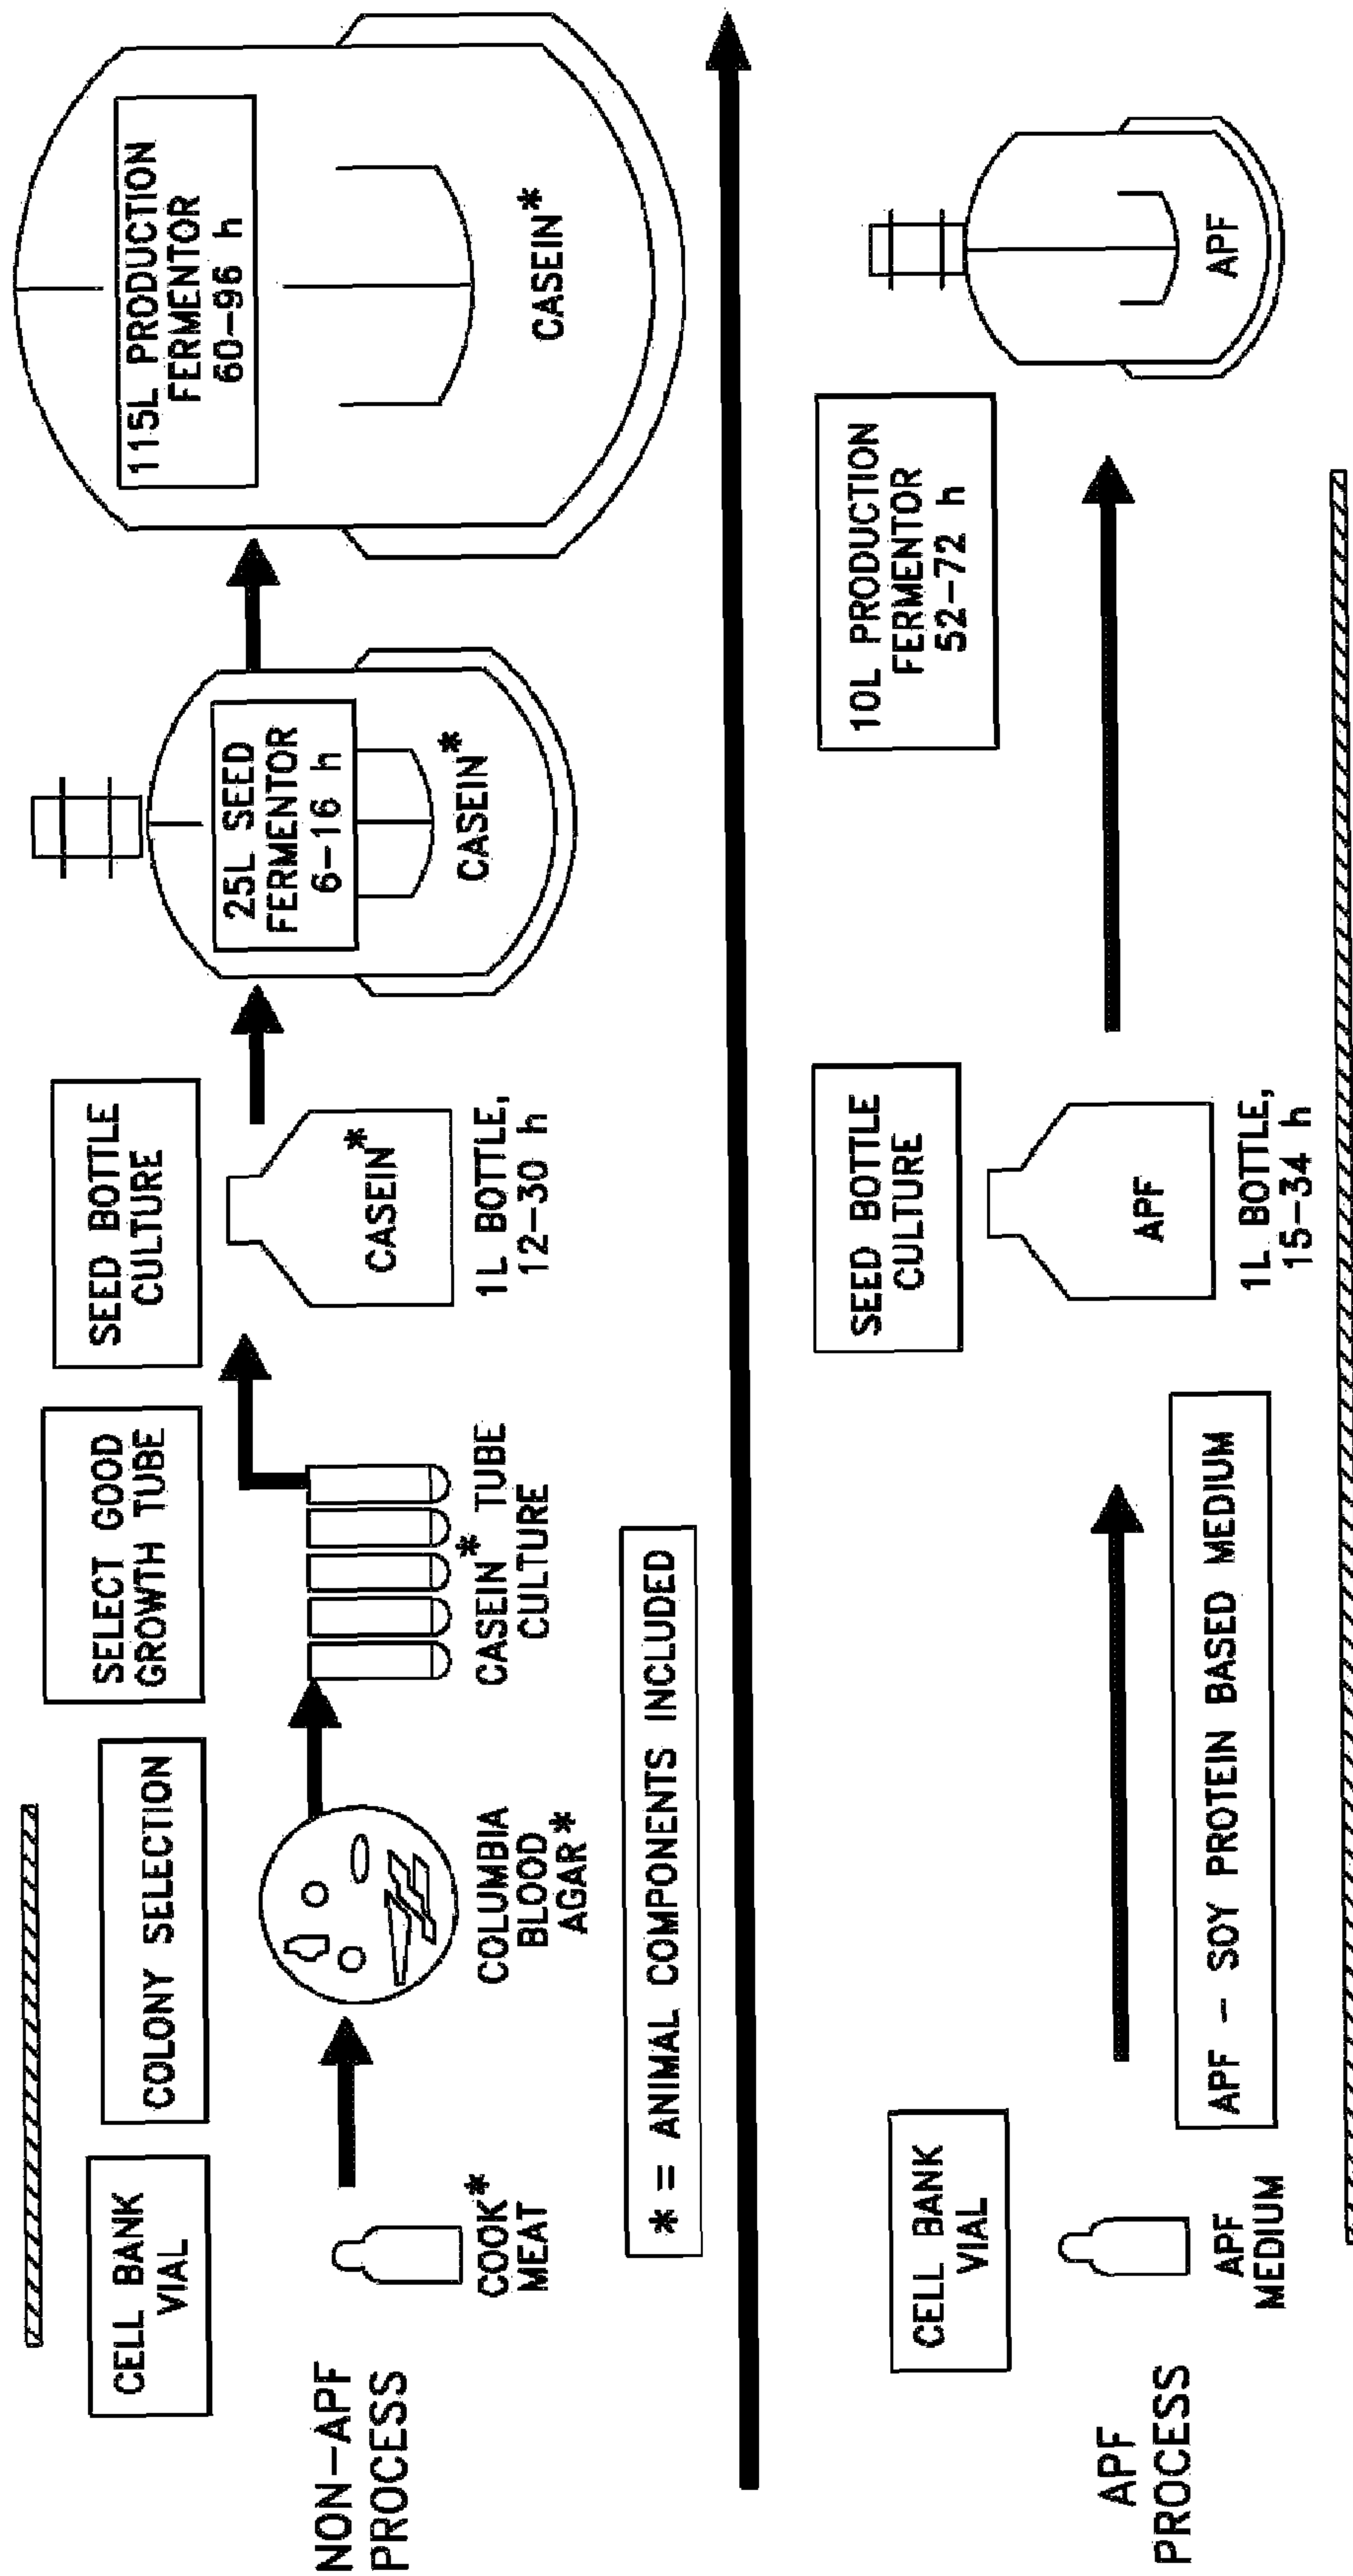 NON-APF
PROCESS
CELL BANK
VIAL
COOK*
MEAT
COLONY SELECTION
COLUMBIA
BLOOD
AGAR*
SELECT GOOD
GROWTH TUBE
CASEIN* TUBE
CULTURE
SEED BOTTLE
CULTURE
CASEIN*
1L BOTTLE,
12-30 h
25L SEED
FERMENTOR
6-16 h
CASEIN*
115L PRODUCTION
FERMENTOR
60-96 h
CASEIN*
* = ANIMAL COMPONENTS INCLUDED
APF
PROCESS
CELL BANK
VIAL
APF
MEDIUM
APF - SOY PROTEIN BASED MEDIUM
SEED BOTTLE
CULTURE
APF
1L BOTTLE,
15-34 h
10L PRODUCTION
FERMENTOR
52-72 h
APF